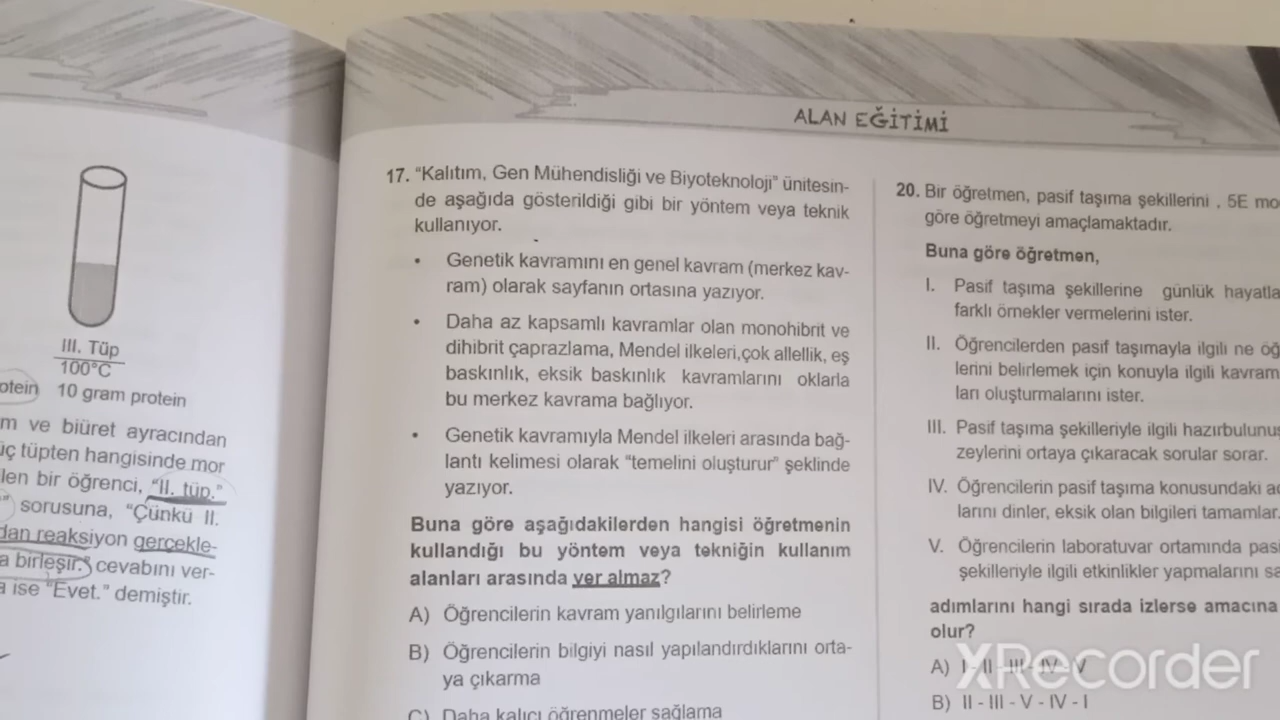 ALAN EĞİTİMİ
III. Tüp
100°C
10 gram protein
m ve biüret ayracından
üç tüpten hangisinde mor
len bir öğrenci, “II. tüp.”
sorusuna, “Çünkü II.
dan reaksiyon gerçekle-
a birleşir.” cevabını ver-
a ise “Evet.” demiştir.
17. “Kalıtım, Gen Mühendisliği ve Biyoteknoloji” ünitesin-
de aşağıda gösterildiği gibi bir yöntem veya teknik
kullanıyor.
• Genetik kavramını en genel kavram (merkez kav-
ram) olarak sayfanın ortasına yazıyor.
• Daha az kapsamlı kavramlar olan monohibrit ve
dihibrit çaprazlama, Mendel ilkeleri,çok allellik, eş
baskınlık, eksik baskınlık kavramlarını oklarla
bu merkez kavrama bağlıyor.
• Genetik kavramıyla Mendel ilkeleri arasında bağ-
lantı kelimesi olarak “temelini oluşturur” şeklinde
yazıyor.
Buna göre aşağıdakilerden hangisi öğretmenin
kullandığı bu yöntem veya tekniğin kullanım
alanları arasında yer almaz?
A) Öğrencilerin kavram yanılgılarını belirleme
B) Öğrencilerin bilgiyi nasıl yapılandırdıklarını orta-
ya çıkarma
C) Daha kalıcı öğrenmeler sağlama
20. Bir öğretmen, pasif taşıma şekillerini , 5E mo
göre öğretmeyi amaçlamaktadır.
Buna göre öğretmen,
I. Pasif taşıma şekillerine günlük hayatla
farklı örnekler vermelerini ister.
II. Öğrencilerden pasif taşımayla ilgili ne öğ
lerini belirlemek için konuyla ilgili kavram
ları oluşturmalarını ister.
III. Pasif taşıma şekilleriyle ilgili hazırbulunuş
zeylerini ortaya çıkaracak sorular sorar.
IV. Öğrencilerin pasif taşıma konusundaki aç
larını dinler, eksik olan bilgileri tamamlar.
V. Öğrencilerin laboratuvar ortamında pasi
şekilleriyle ilgili etkinlikler yapmalarını sa
adımlarını hangi sırada izlerse amacına
olur?
A) I - II - III - IV - V
B) II - III - V - IV - I
XRecorder